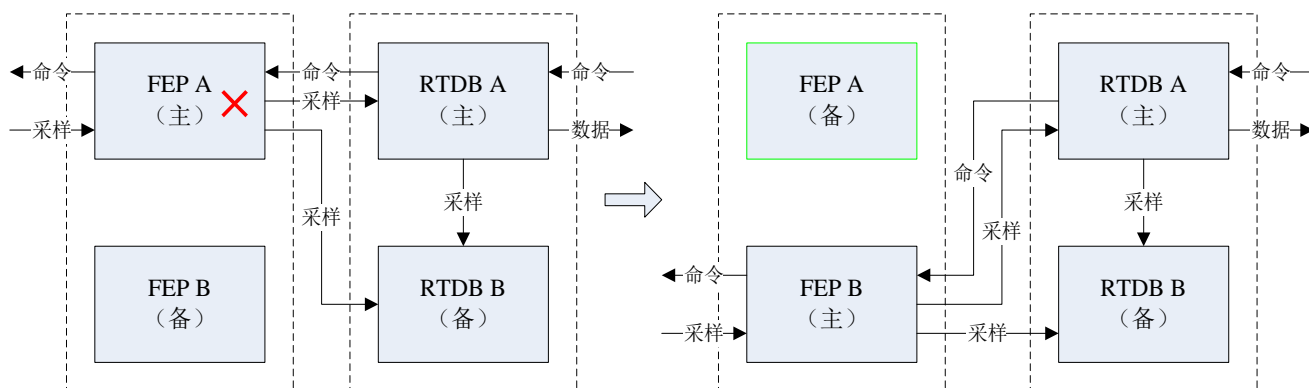 FEP A
（主）
RTDB A
（主）
命令
采样
命令
采样
命令
数据
采样
采样
FEP B
（备）
RTDB B
（备）
FEP A
（备）
RTDB A
（主）
命令
数据
命令
采样
采样
FEP B
（主）
RTDB B
（备）
命令
采样
采样